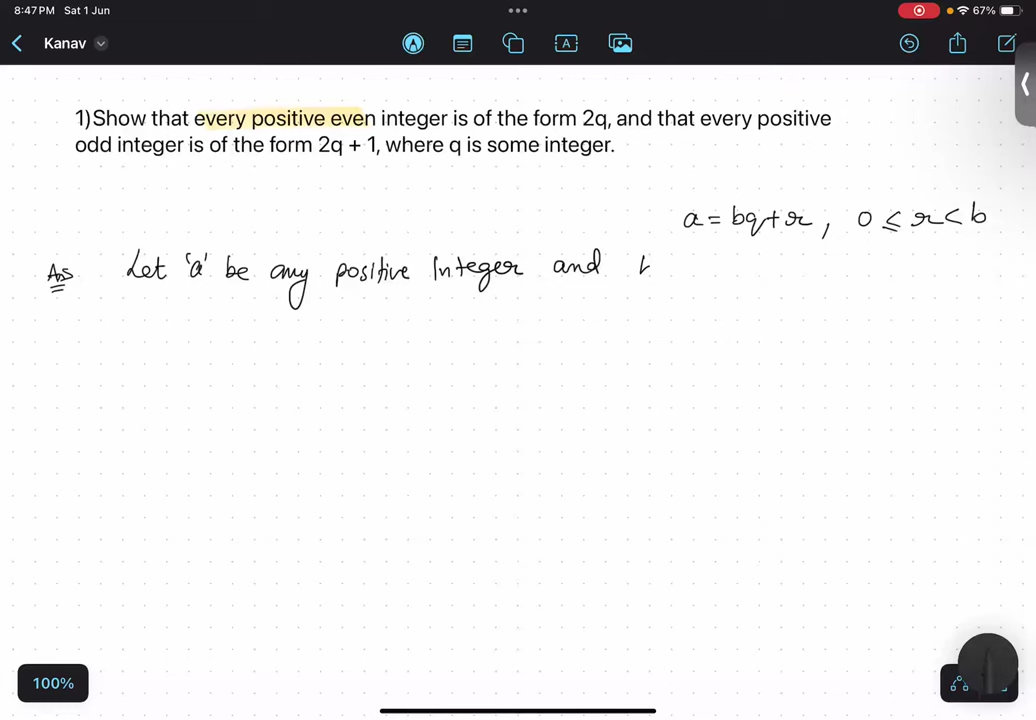 8:47 PM Sat 1 Jun
67%
Kanav
A
1)Show that every positive even integer is of the form 2q, and that every positive
odd integer is of the form 2q + 1, where q is some integer.
a = bq + r , 0 ≤ r < b
Ans Let 'a' be any positive Integer and
100%